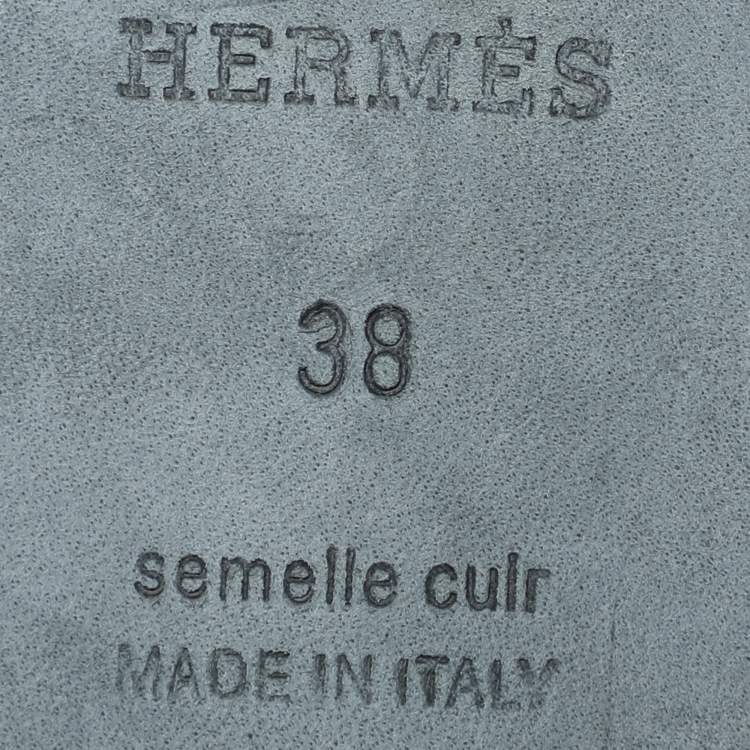 HERMÈS
38
semelle cuir
MADE IN ITALY